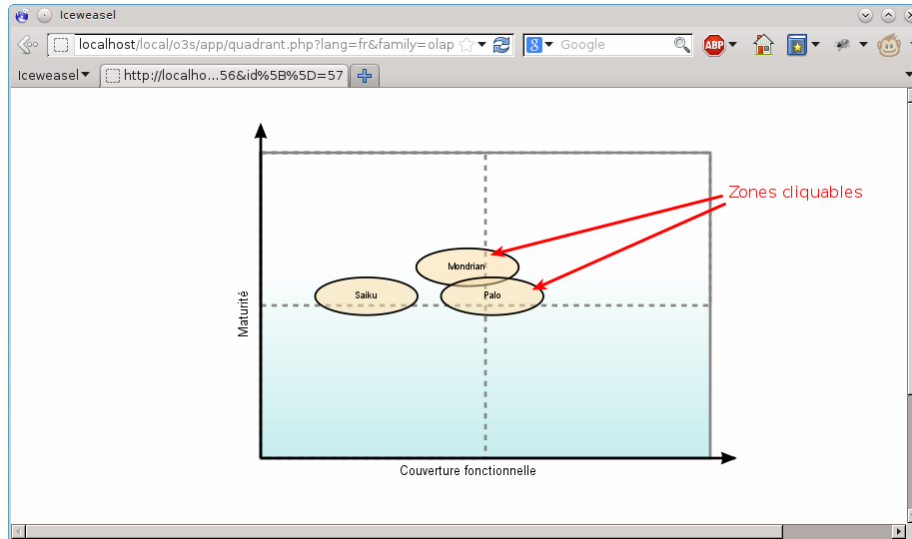 Iceweasel
localhost/local/o3s/app/quadrant.php?lang=fr&family=olap
Google
ABP
Iceweasel
http://localho...56&id%5B%5D=57
Zones cliquables
Mondrian
Saiku
Palo
Maturité
Couverture fonctionnelle